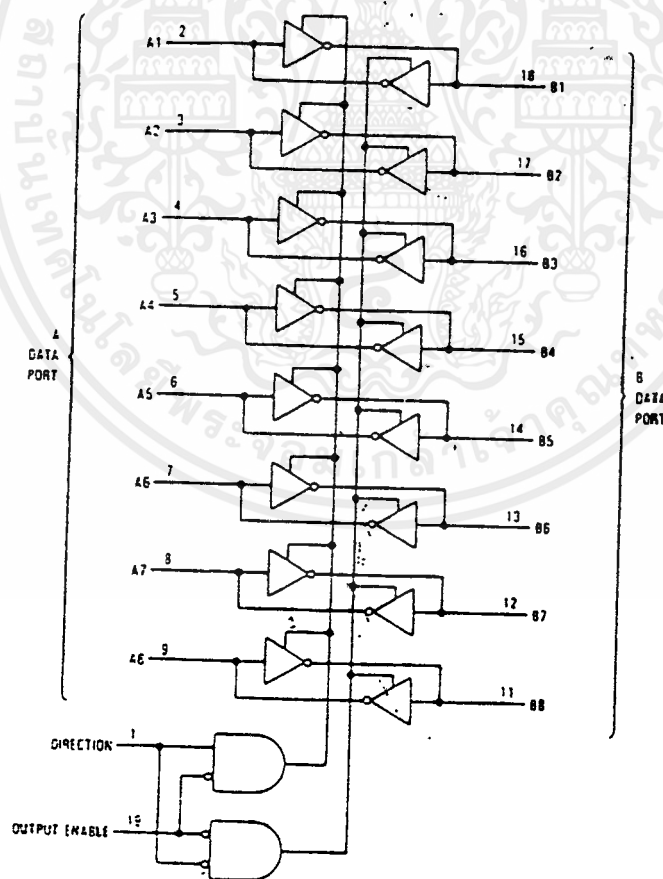 A1 2
18 B1
A2 3
17 B2
A3 4
16 B3
A4 5
15 B4
A
DATA
PORT
A5 6
14 B5
B
DATA
PORT
A6 7
13 B6
A7 8
12 B7
A8 9
11 B8
DIRECTION 1
OUTPUT ENABLE 19